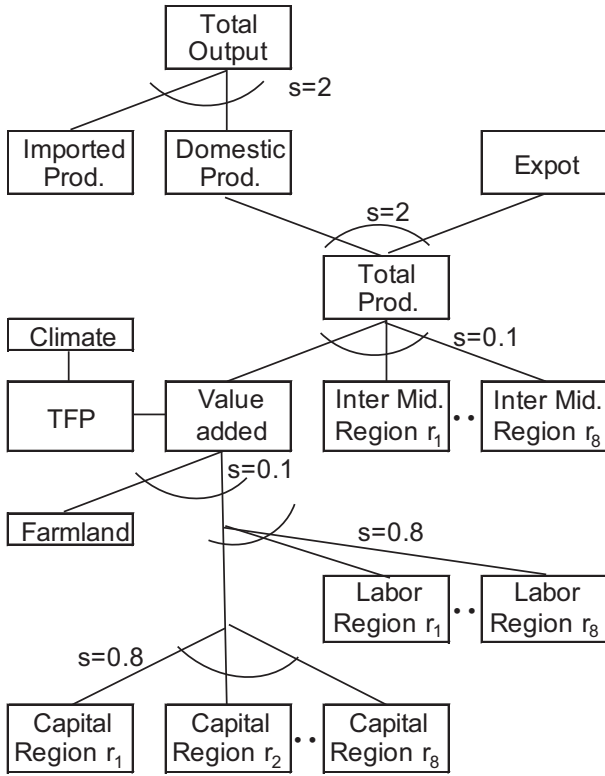 Total
Output
s=2
Imported
Prod.
Domestic
Prod.
Expot
s=2
Total
Prod.
s=0.1
Climate
TFP
Value
added
Inter Mid.
Region r1
..
Inter Mid.
Region r8
s=0.1
Farmland
s=0.8
Labor
Region r1
..
Labor
Region r8
s=0.8
Capital
Region r1
Capital
Region r2
..
Capital
Region r8